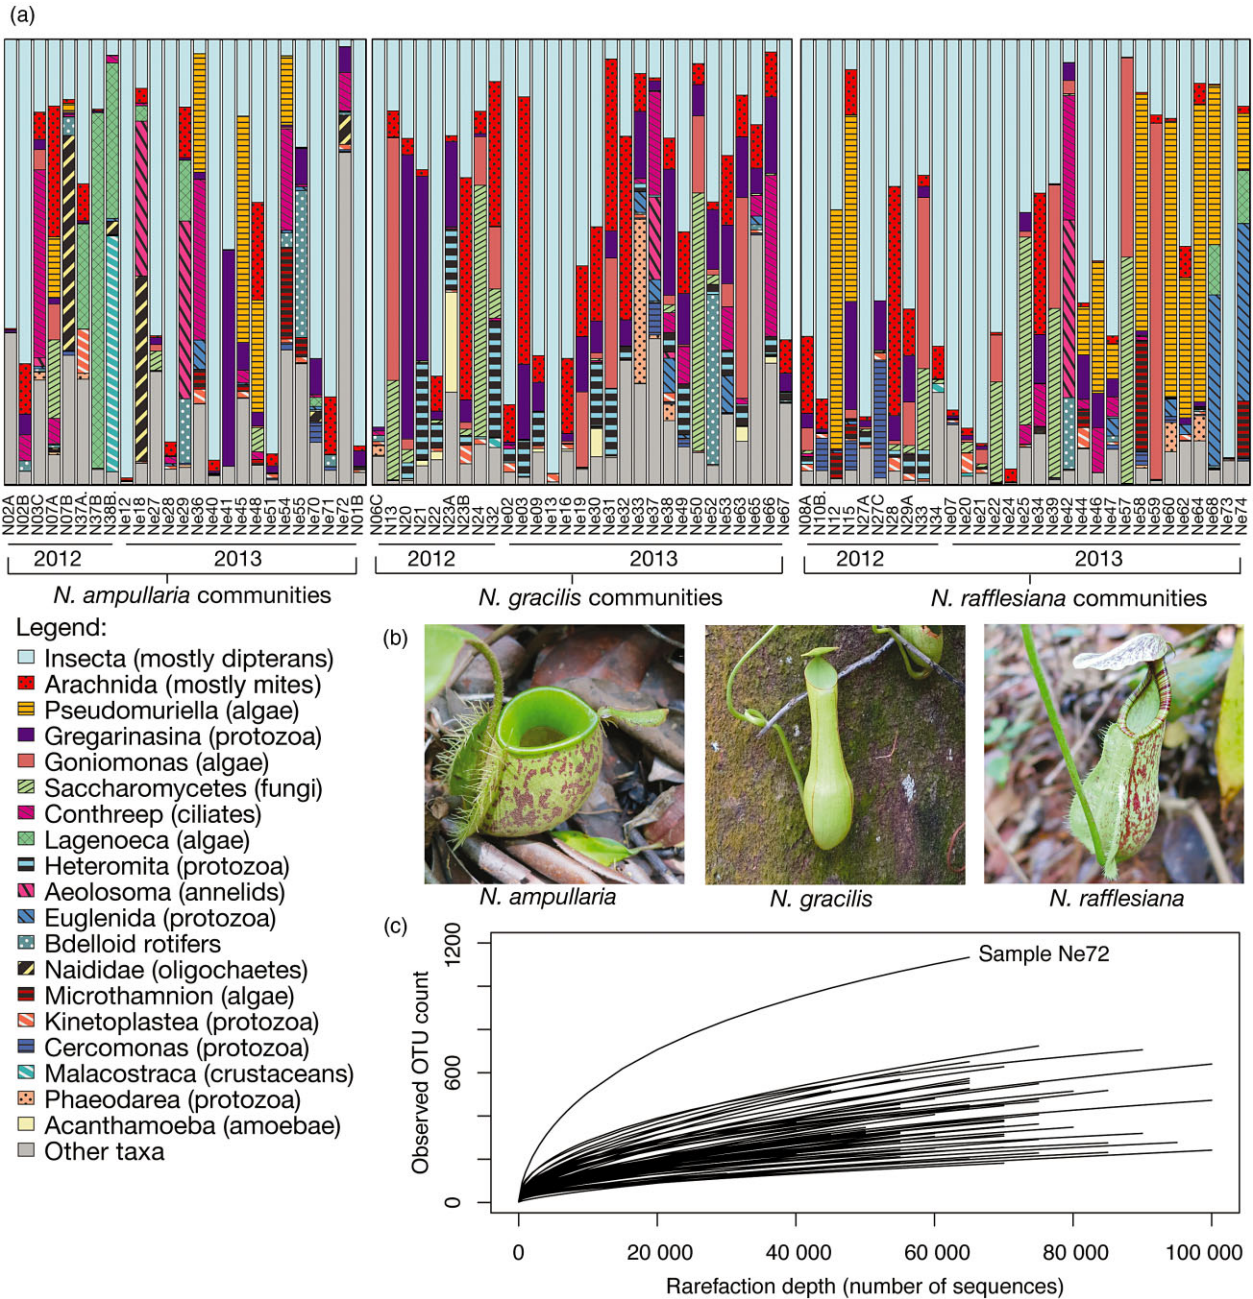 (a)
N02A N02B N03C N07A N07B N37A. N37B N38B. Ne12 Ne18 Ne27 Ne28 Ne29 Ne36 Ne40 Ne41 Ne45 Ne48 Ne51 Ne54 Ne55 Ne70 Ne71 Ne72 N01B
N06C N13 N20 N21 N22 N23A N23B N24 N32 Ne02 Ne03 Ne09 Ne13 Ne16 Ne19 Ne30 Ne31 Ne32 Ne33 Ne37 Ne38 Ne49 Ne50 Ne52 Ne53 Ne63 Ne65 Ne66 Ne67
N08A N10B. N12 N15 N27A N27C N28 N29A N33 N34 Ne07 Ne20 Ne21 Ne22 Ne24 Ne25 Ne34 Ne39 Ne42 Ne44 Ne46 Ne47 Ne57 Ne58 Ne59 Ne60 Ne62 Ne64 Ne68 Ne73 Ne74
2012 2013 2012 2013 2012 2013
N. ampullaria communities
N. gracilis communities
N. rafflesiana communities
Legend:
Insecta (mostly dipterans)
Arachnida (mostly mites)
Pseudomuriella (algae)
Gregarinasina (protozoa)
Goniomonas (algae)
Saccharomycetes (fungi)
Conthreep (ciliates)
Lagenoeca (algae)
Heteromita (protozoa)
Aeolosoma (annelids)
Euglenida (protozoa)
Bdelloid rotifers
Naididae (oligochaetes)
Microthamnion (algae)
Kinetoplastea (protozoa)
Cercomonas (protozoa)
Malacostraca (crustaceans)
Phaeodarea (protozoa)
Acanthamoeba (amoebae)
Other taxa
(b)
N. ampullaria
N. gracilis
N. rafflesiana
(c)
Observed OTU count
1200
600
0
Sample Ne72
0 20 000 40 000 60 000 80 000 100 000
Rarefaction depth (number of sequences)